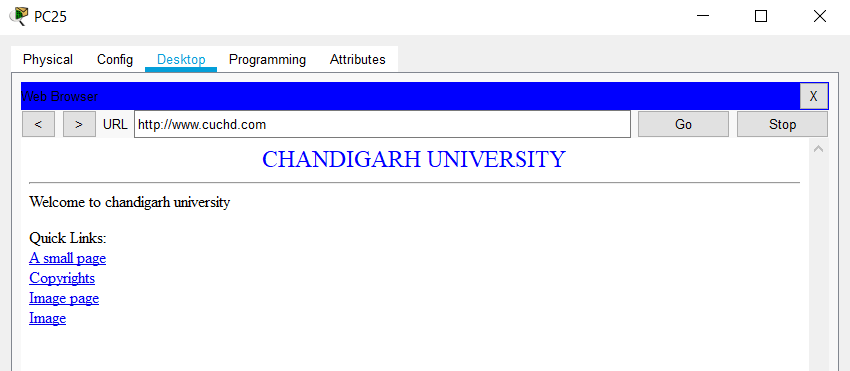 PC25
Physical Config Desktop Programming Attributes
Web Browser X
< > URL http://www.cuchd.com Go Stop
CHANDIGARH UNIVERSITY
Welcome to chandigarh university
Quick Links:
A small page
Copyrights
Image page
Image